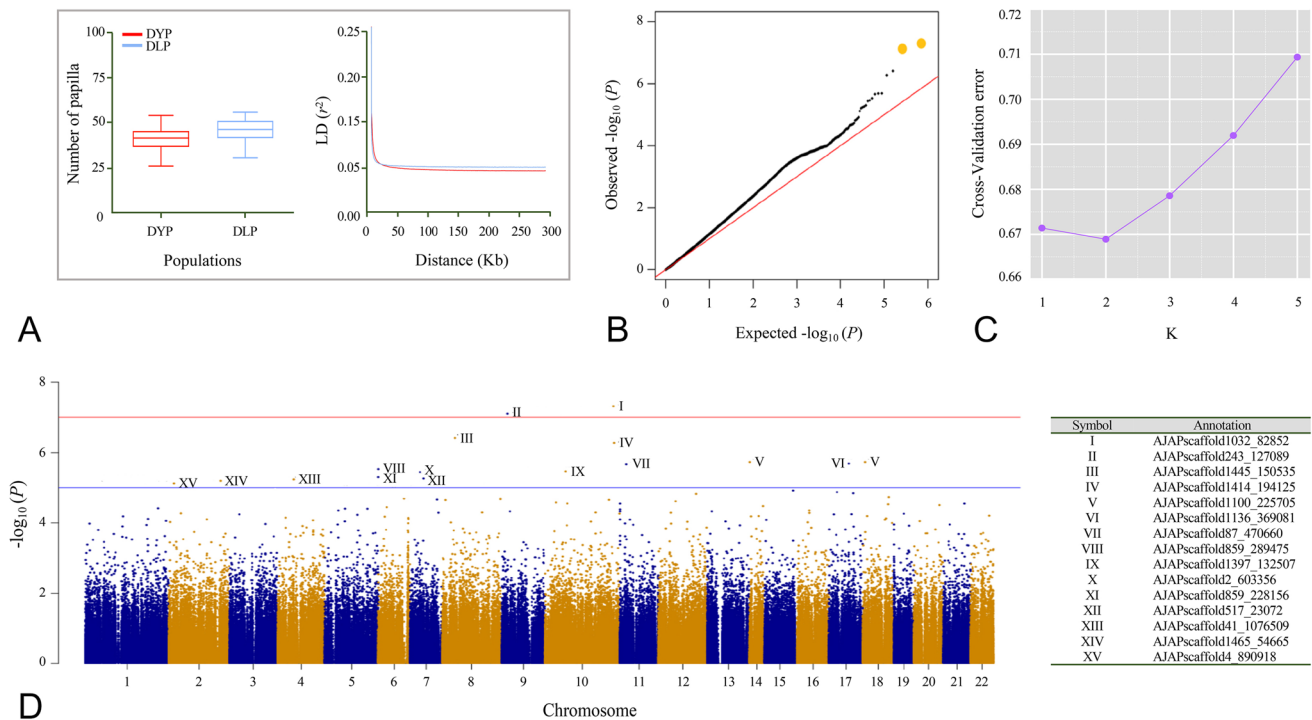 100
75
50
25
0
DYP
DLP
Number of papilla
DYP DLP
Populations
0.25
0.20
0.15
0.05
0.00
LD (r²)
0 50 100 150 200 250 300
Distance (Kb)
A
8
6
4
2
0
Observed -log₁₀ (P)
0 1 2 3 4 5 6
Expected -log₁₀ (P)
B
0.72
0.71
0.70
0.69
0.68
0.67
0.66
Cross-Validation error
1 2 3 4 5
K
C
8
6
4
2
0
-log₁₀ (P)
I
II
III
IV
V
VI
V
VII
VIII
IX
X
XI
XII
XIII
XIV
XV
1 2 3 4 5 6 7 8 9 10 11 12 13 14 15 16 17 18 19 20 21 22
Chromosome
D
Symbol Annotation
I AJAPscaffold1032_82852
II AJAPscaffold243_127089
III AJAPscaffold1445_150535
IV AJAPscaffold1414_194125
V AJAPscaffold1100_225705
VI AJAPscaffold1136_369081
VII AJAPscaffold87_470660
VIII AJAPscaffold859_289475
IX AJAPscaffold1397_132507
X AJAPscaffold2_603356
XI AJAPscaffold859_228156
XII AJAPscaffold517_23072
XIII AJAPscaffold41_1076509
XIV AJAPscaffold1465_54665
XV AJAPscaffold4_890918